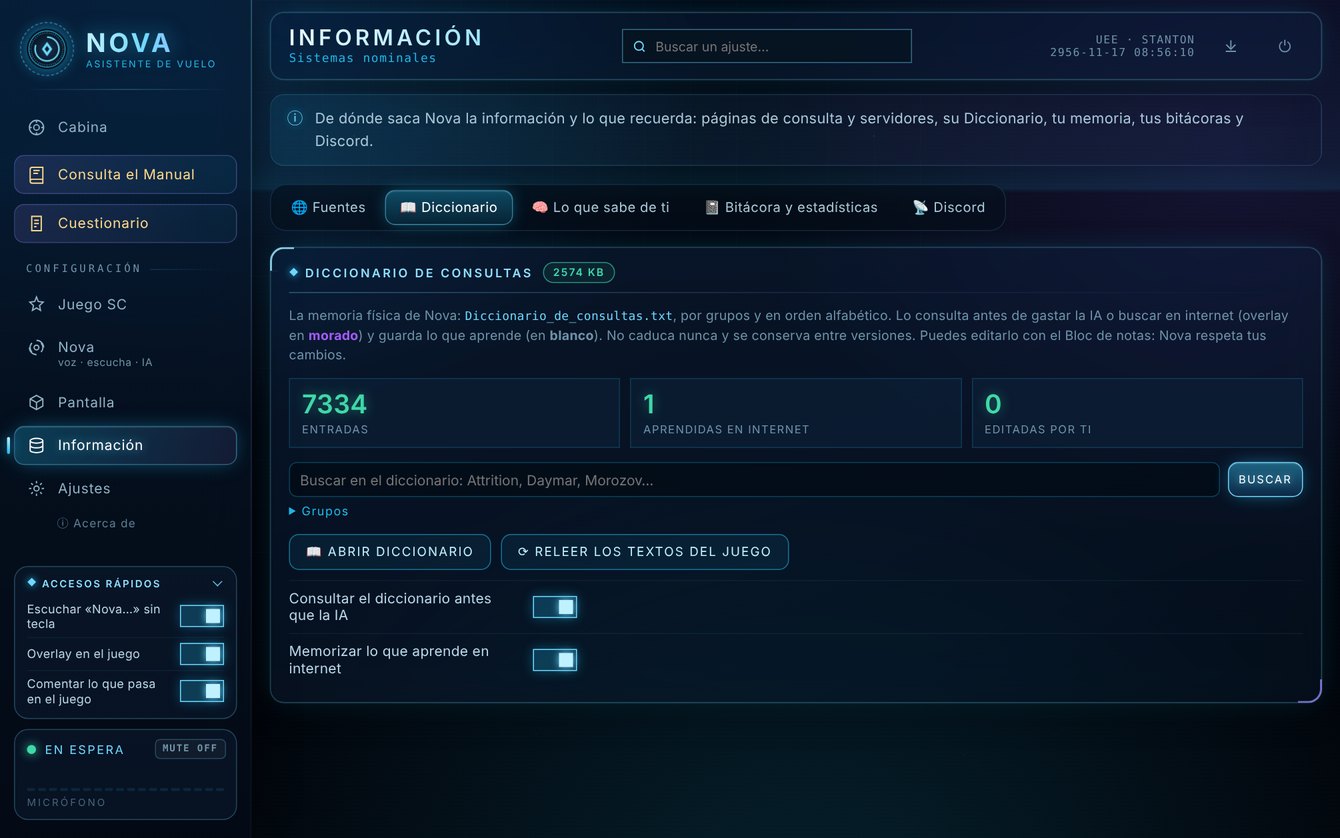 NOVA
ASISTENTE DE VUELO
Cabina
Consulta el Manual
Cuestionario
CONFIGURACIÓN
Juego SC
Nova
voz · escucha · IA
Pantalla
Información
Ajustes
ⓘ Acerca de
ACCESOS RÁPIDOS
Escuchar «Nova...» sin
tecla
Overlay en el juego
Comentar lo que pasa
en el juego
EN ESPERA
MUTE OFF
MICRÓFONO
INFORMACIÓN
Sistemas nominales
Buscar un ajuste...
UEE · STANTON
2956-11-17 08:56:10
De dónde saca Nova la información y lo que recuerda: páginas de consulta y servidores, su Diccionario, tu memoria, tus bitácoras y
Discord.
Fuentes
Diccionario
Lo que sabe de ti
Bitácora y estadísticas
Discord
DICCIONARIO DE CONSULTAS
2574 KB
La memoria física de Nova: Diccionario_de_consultas.txt, por grupos y en orden alfabético. Lo consulta antes de gastar la IA o buscar en internet (overlay
en morado) y guarda lo que aprende (en blanco). No caduca nunca y se conserva entre versiones. Puedes editarlo con el Bloc de notas: Nova respeta tus
cambios.
7334
ENTRADAS
1
APRENDIDAS EN INTERNET
0
EDITADAS POR TI
Buscar en el diccionario: Attrition, Daymar, Morozov...
BUSCAR
Grupos
ABRIR DICCIONARIO
RELEER LOS TEXTOS DEL JUEGO
Consultar el diccionario antes
que la IA
Memorizar lo que aprende en
internet